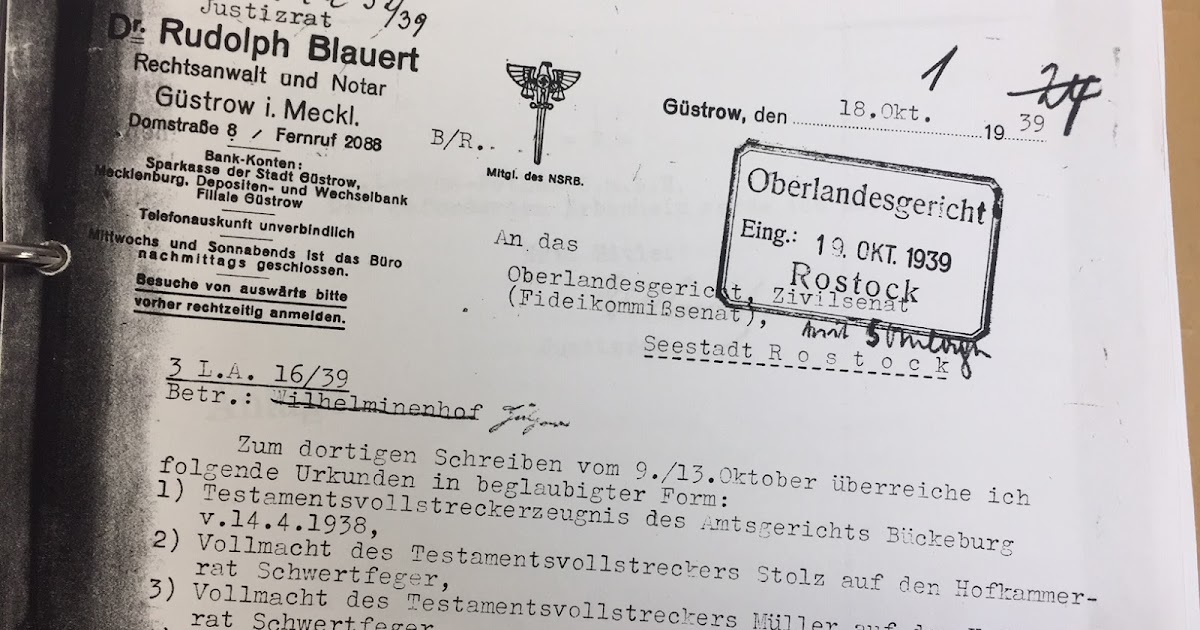 Justizrat
39
Dr. Rudolph Blauert
Rechtsanwalt und Notar
Güstrow i. Meckl.
Domstraße 8 / Fernruf 2088
Bank-Konten:
Sparkasse der Stadt Güstrow,
Mecklenburg. Depositen- und Wechselbank
Filiale Güstrow
Telefonauskunft unverbindlich
Mittwochs und Sonnabends ist das Büro
nachmittags geschlossen.
Besuche von auswärts bitte
vorher rechtzeitig anmelden.
B/R..
Mitgl. des NSRB.
1 24
Güstrow, den 18.Okt. 1939
Oberlandesgericht
Eing.: 19. OKT. 1939
Rostock
An das
Oberlandesgericht, Zivilsenat
(Fideikommißsenat),
Seestadt Rostock
3 L.A. 16/39
Betr.: Wilhelminenhof
Zum dortigen Schreiben vom 9./13.Oktober überreiche ich
folgende Urkunden in beglaubigter Form:
1) Testamentsvollstreckerzeugnis des Amtsgerichts Bückeburg
v.14.4.1938,
2) Vollmacht des Testamentsvollstreckers Stolz auf den Hofkammer-
rat Schwertfeger,
3) Vollmacht des Testamentsvollstreckers Müller auf den
rat Schwertfeger